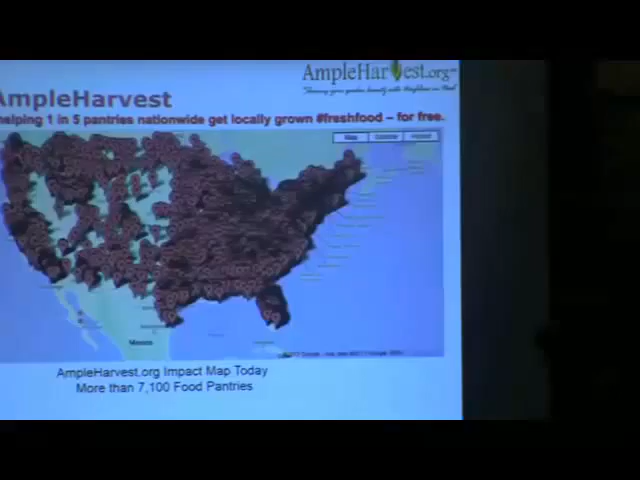 AmpleHarvest.org
AmpleHarvest
helping 1 in 5 pantries nationwide get locally grown #freshfood – for free.
Map
Mexico
AmpleHarvest.org Impact Map Today
More than 7,100 Food Pantries